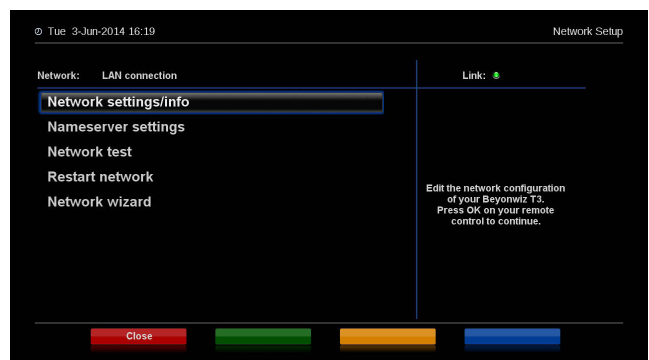 Tue 3-Jun-2014 16:19
Network Setup
Network: LAN connection
Link:
Network settings/info
Nameserver settings
Network test
Restart network
Network wizard
Edit the network configuration
of your Beyonwiz T3.
Press OK on your remote
control to continue.
Close